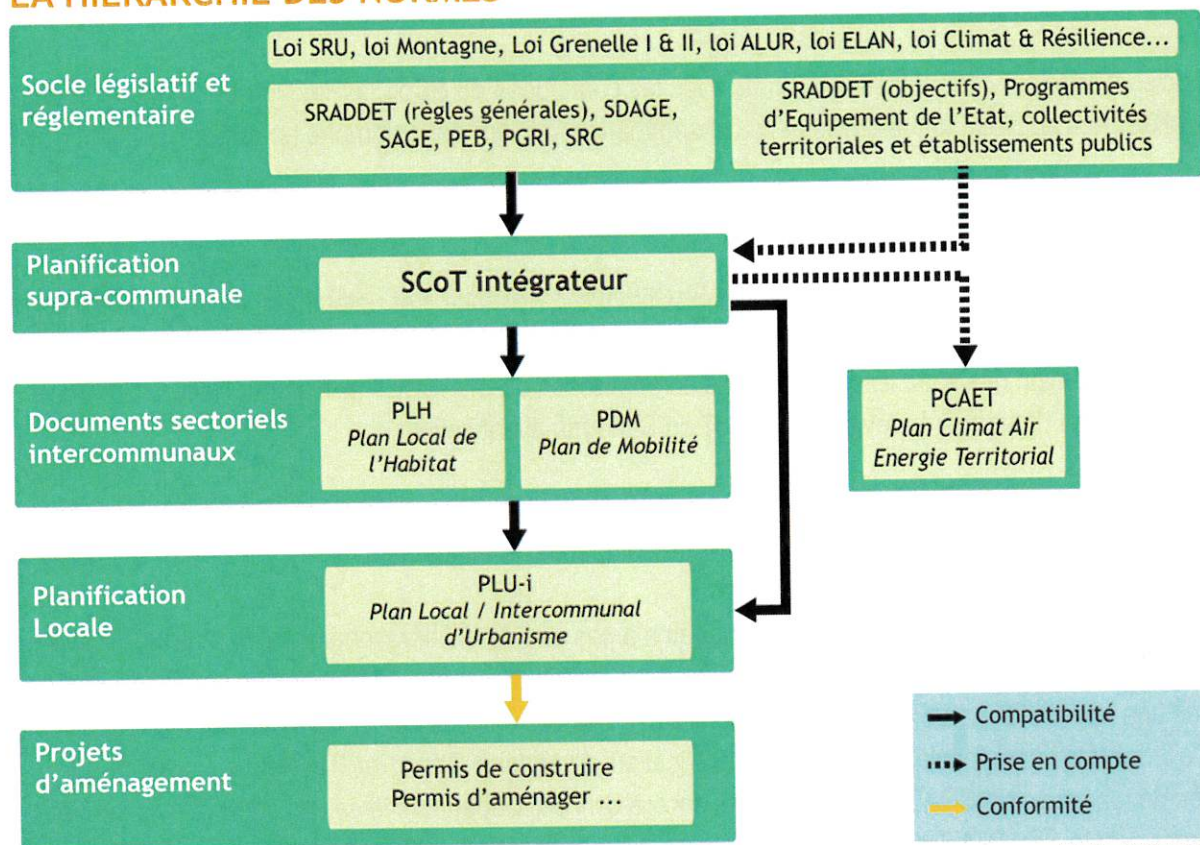 LA HIÉRARCHIE DES NORMES
Socle législatif et
réglementaire
Loi SRU, loi Montagne, Loi Grenelle I & II, loi ALUR, loi ELAN, loi Climat & Résilience...
SRADDET (règles générales), SDAGE,
SAGE, PEB, PGRI, SRC
SRADDET (objectifs), Programmes
d'Equipement de l'Etat, collectivités
territoriales et établissements publics
Planification
supra-communale
SCoT intégrateur
Documents sectoriels
intercommunaux
PLH
Plan Local de
l'Habitat
PDM
Plan de Mobilité
PCAET
Plan Climat Air
Energie Territorial
Planification
Locale
PLU-i
Plan Local / Intercommunal
d'Urbanisme
Projets
d'aménagement
Permis de construire
Permis d'aménager ...
Compatibilité
Prise en compte
Conformité